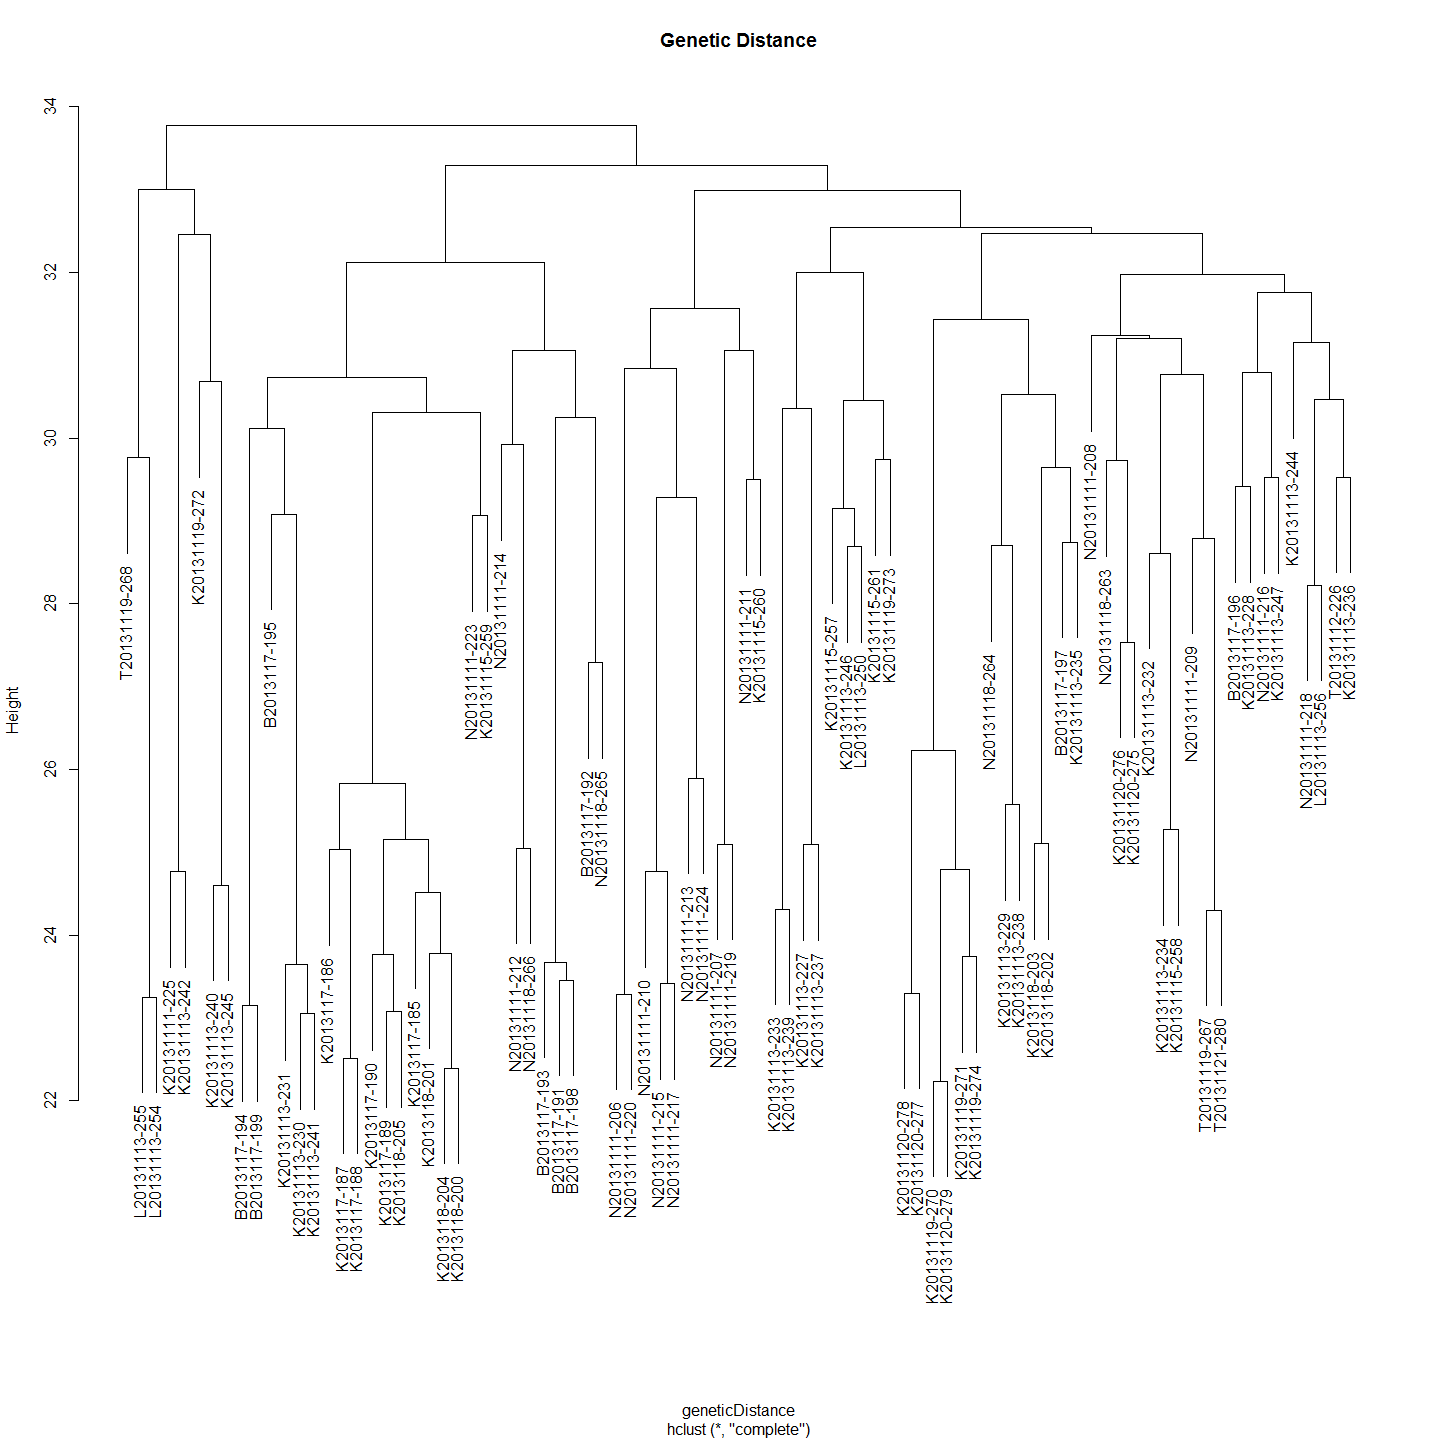 Genetic Distance
34
32
30
28
26
24
22
Height
T20131119-268
L20131113-255
L20131113-254
K20131111-225
K20131113-242
K20131119-272
K20131113-240
K20131113-245
B2013117-194
B2013117-199
B2013117-195
K20131113-231
K20131113-230
K20131113-241
K2013117-186
K2013117-187
K2013117-188
K2013117-190
K2013117-189
K2013118-205
K2013117-185
K2013118-201
K2013118-204
K2013118-200
N20131111-223
K20131115-259
N20131111-214
N20131111-212
N20131118-266
B2013117-193
B2013117-191
B2013117-198
B2013117-192
N20131118-265
N20131111-206
N20131111-220
N20131111-210
N20131111-215
N20131111-217
N20131111-213
N20131111-224
N20131111-207
N20131111-219
N20131111-211
K20131115-260
K20131113-233
K20131113-239
K20131113-227
K20131113-237
K20131115-257
K20131113-246
L20131113-250
K20131115-261
K20131119-273
K20131120-278
K20131120-277
K20131119-270
K20131120-279
K20131119-271
K20131119-274
N20131118-264
K20131113-229
K20131113-238
K2013118-203
K2013118-202
B2013117-197
K20131113-235
N20131111-208
N20131118-263
K20131120-276
K20131120-275
K20131113-232
K20131113-234
K20131115-258
N20131111-209
T20131119-267
T20131121-280
B2013117-196
K20131113-228
N20131111-216
K20131113-247
K20131113-244
N20131111-218
L20131113-256
T20131112-226
K20131113-236
geneticDistance
hclust (*, "complete")